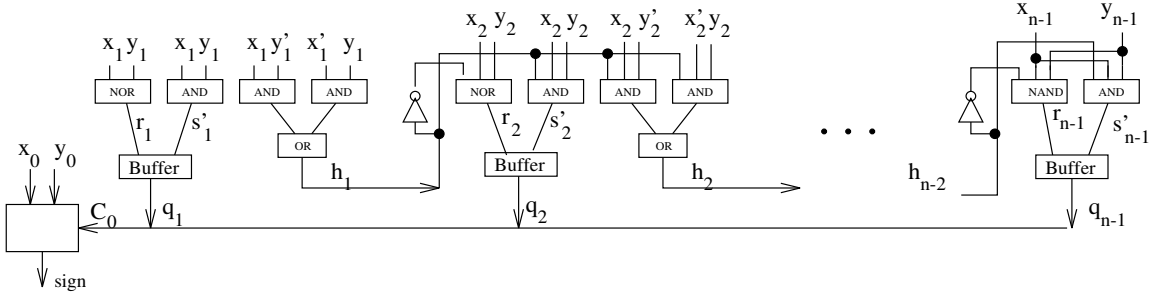 x2 y2 x2 y'2 x'2 y2
xn-1 yn-1
x1 y1 x1 y1 x1 y'1 x'1 y1
NOR AND AND AND NOR AND AND AND NAND AND
r1 s'1 r2 s'2 rn-1 s'n-1
OR OR
x0 y0 Buffer Buffer Buffer
h1 h2 hn-2
C0 q1 q2 qn-1
sign